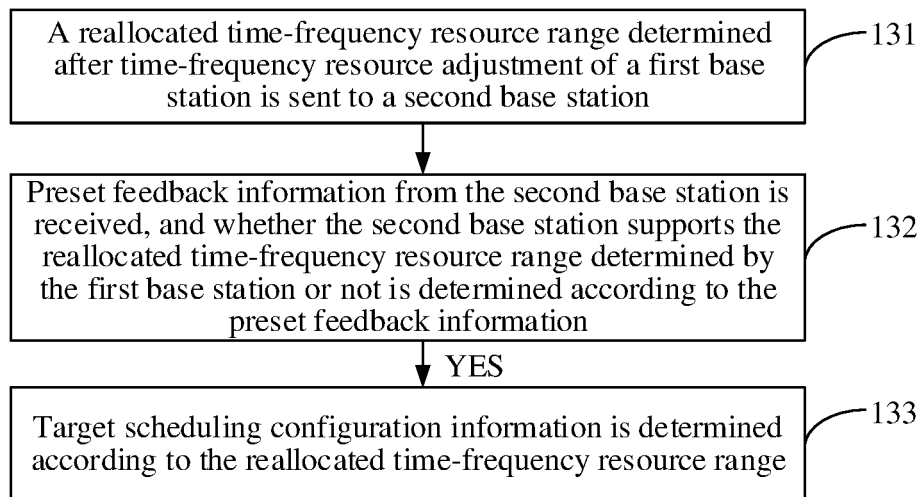 A reallocated time-frequency resource range determined
after time-frequency resource adjustment of a first base
station is sent to a second base station
131
Preset feedback information from the second base station is
received, and whether the second base station supports the
reallocated time-frequency resource range determined by
the first base station or not is determined according to the
preset feedback information
132
YES
Target scheduling configuration information is determined
according to the reallocated time-frequency resource range
133